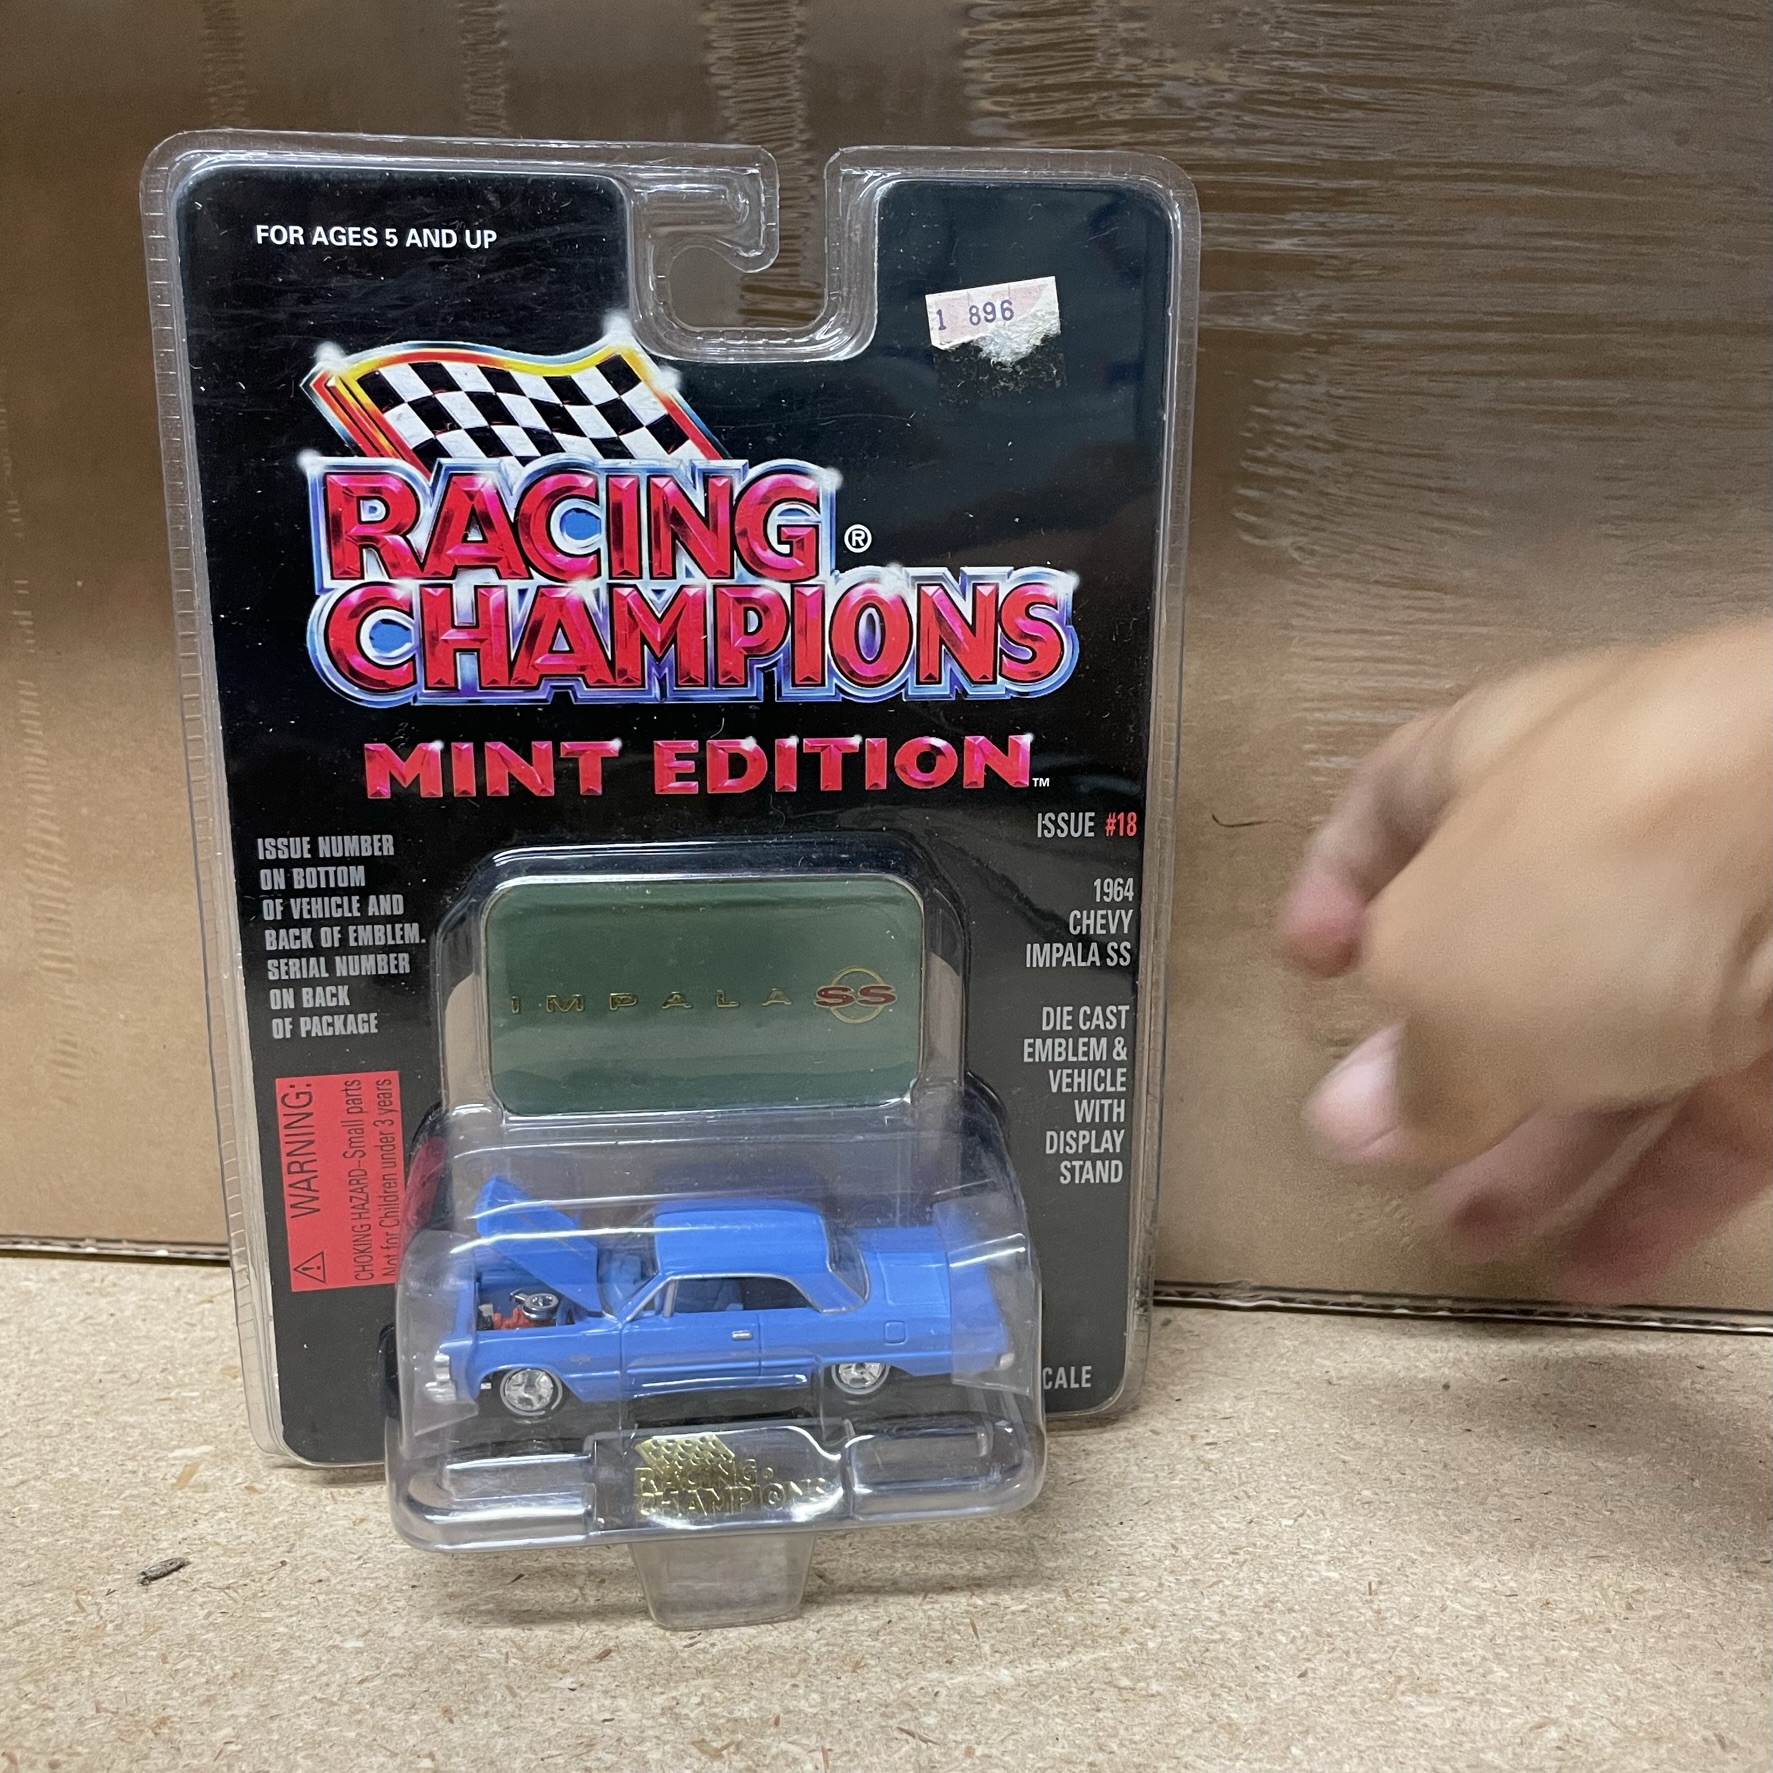 FOR AGES 5 AND UP
1 896
RACING ®
CHAMPIONS
MINT EDITION™
ISSUE #18
ISSUE NUMBER
ON BOTTOM
OF VEHICLE AND
BACK OF EMBLEM.
SERIAL NUMBER
ON BACK
OF PACKAGE
1964
CHEVY
IMPALA SS
IMPALA SS
DIE CAST
EMBLEM &
VEHICLE
WITH
DISPLAY
STAND
WARNING:
CHOKING HAZARD–Small parts
Not for Children under 3 years
CALE
RACING
CHAMPIONS